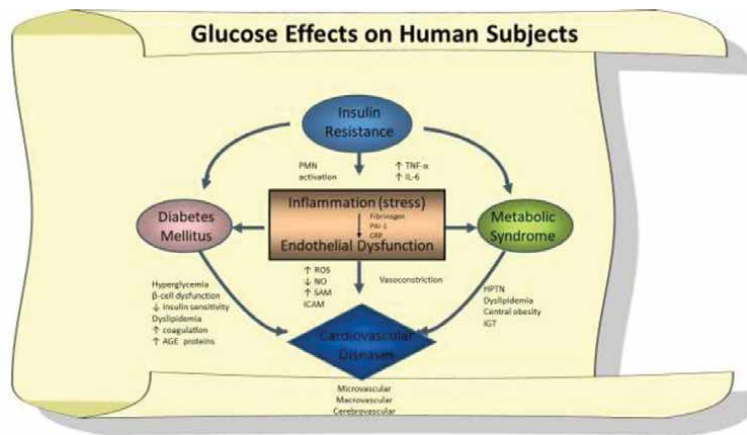 Glucose Effects on Human Subjects
Insulin
Resistance
PMN
activation
↑ TNF-α
↑ IL-6
Inflammation (stress)
Fibrinogen
PAI-1
CRP
Endothelial Dysfunction
Diabetes
Mellitus
Metabolic
Syndrome
Hyperglycemia
β-cell dysfunction
↓ Insulin sensitivity
Dyslipidemia
↑ coagulation
↑ AGE proteins
↑ ROS
↓ NO
↑ SAM
ICAM
Vasoconstriction
HPTN
Dyslipidemia
Central obesity
IGT
Cardiovascular
Diseases
Microvascular
Macrovascular
Cerebrovascular